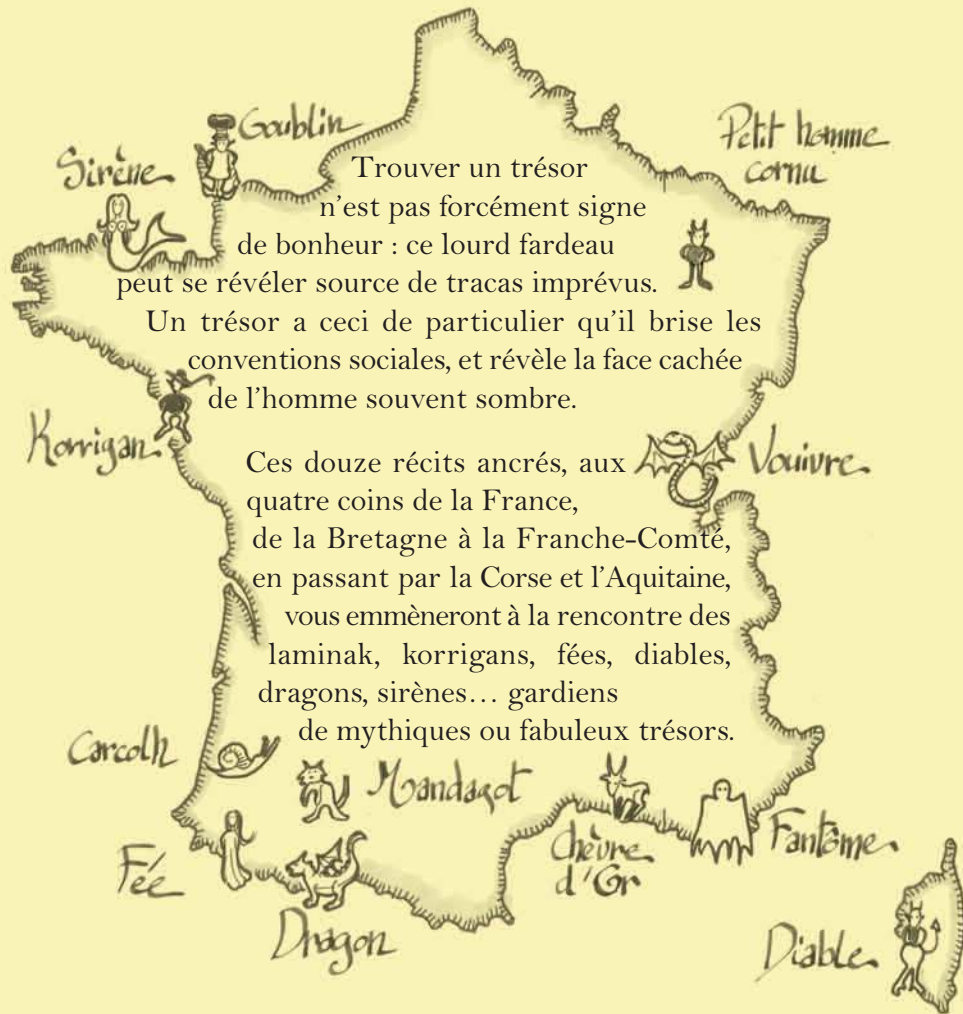 Goublin
Sirène
Petit homme
cornu
Trouver un trésor
n’est pas forcément signe
de bonheur : ce lourd fardeau
peut se révéler source de tracas imprévus.
Un trésor a ceci de particulier qu’il brise les
conventions sociales, et révèle la face cachée
de l’homme souvent sombre.
Korrigan
Vouivre
Ces douze récits ancrés, aux
quatre coins de la France,
de la Bretagne à la Franche-Comté,
en passant par la Corse et l’Aquitaine,
vous emmèneront à la rencontre des
laminak, korrigans, fées, diables,
dragons, sirènes… gardiens
de mythiques ou fabuleux trésors.
Carcolh
Mandagot
Fée
Dragon
Chèvre
d'Or
Fantôme
Diable